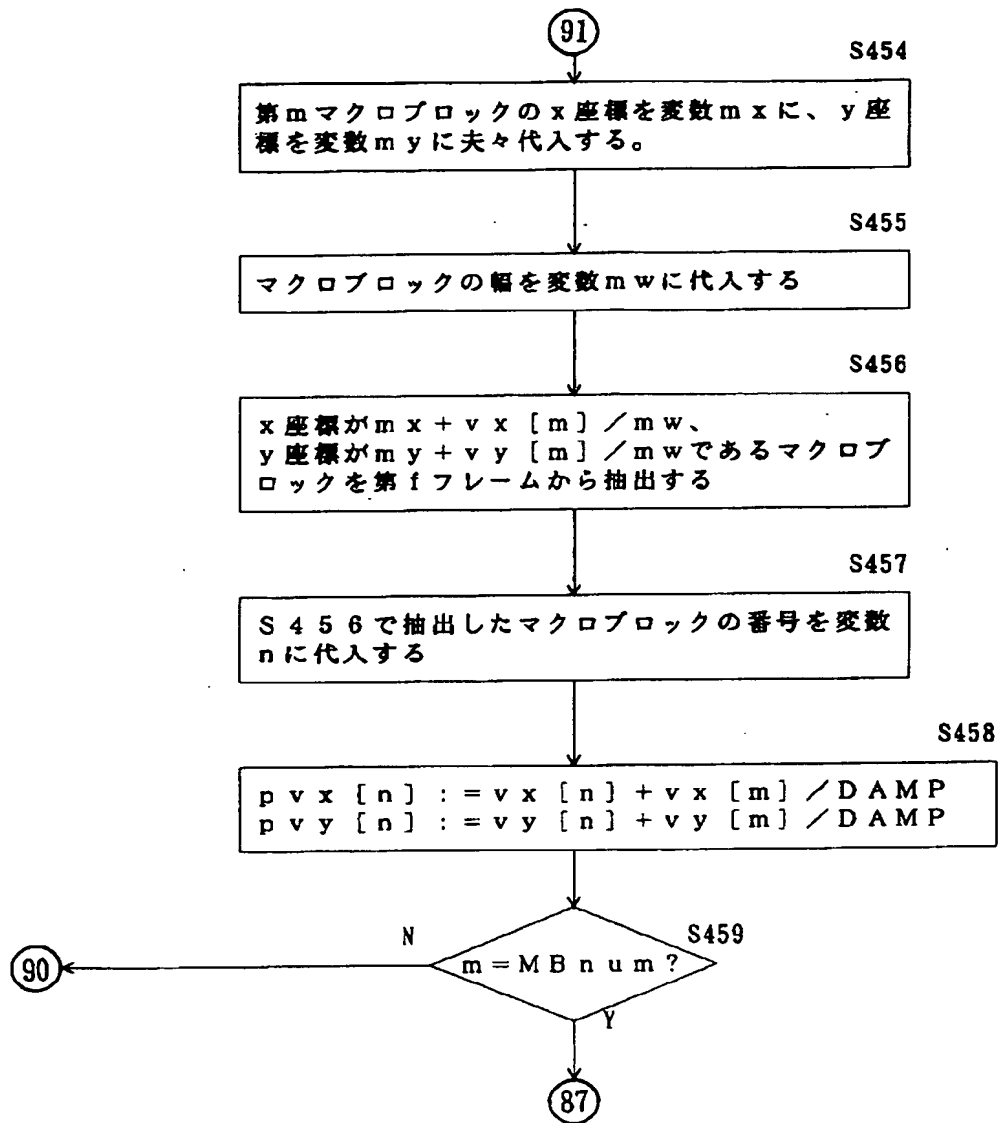 91
S454
第mマクロブロックのx座標を変数mxに、y座
標を変数myに夫々代入する。
S455
マクロブロックの幅を変数mwに代入する
S456
x座標がmx+vx[m]/mw、
y座標がmy+vy[m]/mwであるマクロブ
ロックを第fフレームから抽出する
S457
S456で抽出したマクロブロックの番号を変数
nに代入する
S458
pvx[n]:=vx[n]+vx[m]/DAMP
pvy[n]:=vy[n]+vy[m]/DAMP
N
S459
90
m=MBnum?
Y
87